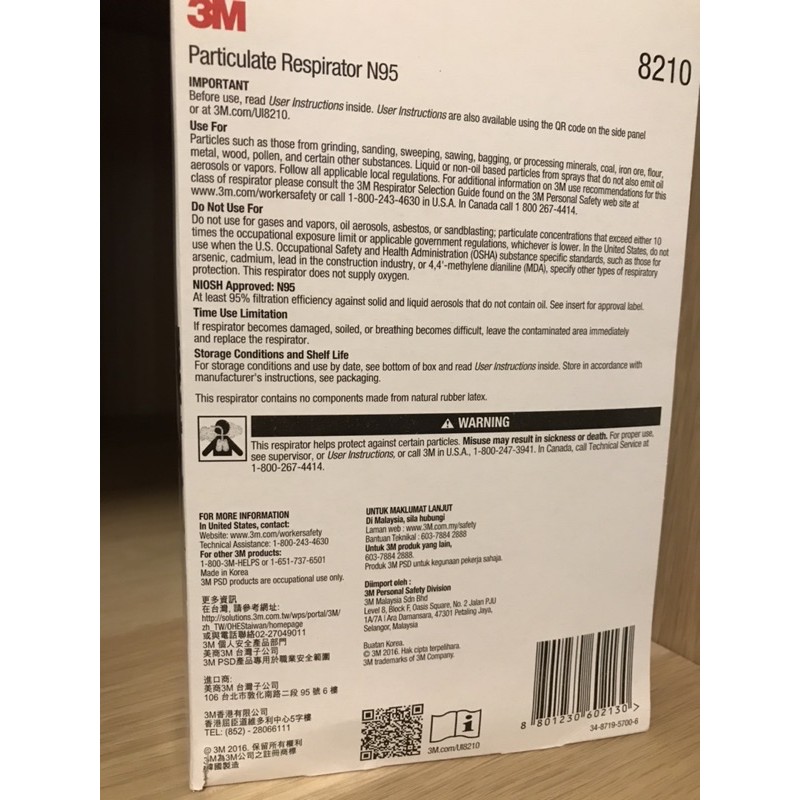 3M
Particulate Respirator N95
8210
IMPORTANT
Before use, read User Instructions inside. User Instructions are also available using the QR code on the side panel
or at 3M.com/UI8210.
Use For
Particles such as those from grinding, sanding, sweeping, sawing, bagging, or processing minerals, coal, iron ore, flour,
metal, wood, pollen, and certain other substances. Liquid or non-oil based particles from sprays that do not also emit oil
aerosols or vapors. Follow all applicable local regulations. For additional information on 3M use recommendations for this
class of respirator please consult the 3M Respirator Selection Guide found on the 3M Personal Safety web site at
www.3m.com/workersafety or call 1-800-243-4630 in U.S.A. In Canada call 1 800 267-4414.
Do Not Use For
Do not use for gases and vapors, oil aerosols, asbestos, or sandblasting; particulate concentrations that exceed either 10
times the occupational exposure limit or applicable government regulations, whichever is lower. In the United States, do not
use when the U.S. Occupational Safety and Health Administration (OSHA) substance specific standards, such as those for
arsenic, cadmium, lead in the construction industry, or 4,4'-methylene dianiline (MDA), specify other types of respiratory
protection. This respirator does not supply oxygen.
NIOSH Approved: N95
At least 95% filtration efficiency against solid and liquid aerosols that do not contain oil. See insert for approval label.
Time Use Limitation
If respirator becomes damaged, soiled, or breathing becomes difficult, leave the contaminated area immediately
and replace the respirator.
Storage Conditions and Shelf Life
For storage conditions and use by date, see bottom of box and read User Instructions inside. Store in accordance with
manufacturer's instructions, see packaging.
This respirator contains no components made from natural rubber latex.
WARNING
This respirator helps protect against certain particles. Misuse may result in sickness or death. For proper use,
see supervisor, or User Instructions, or call 3M in U.S.A., 1-800-247-3941. In Canada, call Technical Service at
1-800-267-4414.
FOR MORE INFORMATION
In United States, contact:
Website: www.3m.com/workersafety
Technical Assistance: 1-800-243-4630
For other 3M products:
1-800-3M-HELPS or 1-651-737-6501
Made in Korea
3M PSD products are occupational use only.
更多資訊
在台灣, 請參考網址:
http://solutions.3m.com.tw/wps/portal/3M/
zh_TW/OHEStaiwan/homepage
或與電話聯絡02-27049011
3M 個人安全產品部門
美商3M 台灣子公司
3M PSD產品專用於職業安全範圍
進口商:
美商3M 台灣子公司
106 台北市敦化南路二段 95 號 6 樓
3M香港有限公司
香港屈臣道維多利中心5字樓
TEL: (852) - 28066111
© 3M 2016. 保留所有權利
3M為3M公司之註冊商標
韓國製造
UNTUK MAKLUMAT LANJUT
Di Malaysia, sila hubungi
Laman web : www.3M.com.my/safety
Bantuan Teknikal : 603-7884 2888
Untuk 3M produk yang lain,
603-7884 2888.
Produk 3M PSD untuk kegunaan pekerja sahaja.
Diimport oleh :
3M Personal Safety Division
3M Malaysia Sdn Bhd
Level 8, Block F, Oasis Square, No. 2 Jalan PJU
1A/7A I Ara Damansara, 47301 Petaling Jaya,
Selangor, Malaysia
Buatan Korea.
© 3M 2016. Hak cipta terpelihara.
3M trademarks of 3M Company.
3M.com/UI8210
8 801230 602130 >
34-8719-5700-6